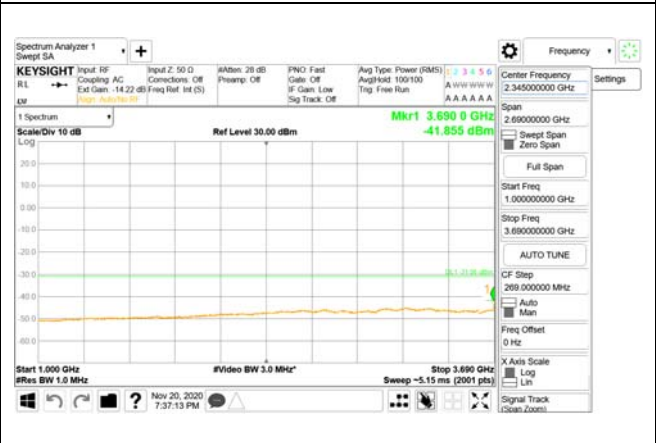 Spectrum Analyzer 1
Swept SA
+
Frequency
KEYSIGHT
RL
Input: RF
Coupling: AC
Ext Gain: -14.22 dB
Align: Auto/No RF
Input Z: 50 Ω
Corrections: Off
Freq Ref: Int (S)
#Atten: 28 dB
Preamp: Off
PNO: Fast
Gate: Off
IF Gain: Low
Sig Track: Off
Avg Type: Power (RMS)
Avg|Hold: 100/100
Trig: Free Run
1 2 3 4 5 6
A W W W W W
A A A A A A
1 Spectrum
Scale/Div 10 dB
Log
Ref Level 30.00 dBm
Mkr1 3.690 0 GHz
-41.855 dBm
20.0
10.0
0.00
-10.0
-20.0
-30.0
-40.0
-50.0
-60.0
1
Start 1.000 GHz
#Res BW 1.0 MHz
#Video BW 3.0 MHz*
Stop 3.690 GHz
Sweep ~5.15 ms (2001 pts)
Nov 20, 2020
7:37:13 PM
Center Frequency
2.345000000 GHz
Settings
Span
2.69000000 GHz
Swept Span
Zero Span
Full Span
Start Freq
1.000000000 GHz
Stop Freq
3.690000000 GHz
AUTO TUNE
CF Step
269.000000 MHz
Auto
Man
Freq Offset
0 Hz
X Axis Scale
Log
Lin
Signal Track
(Span Zoom)